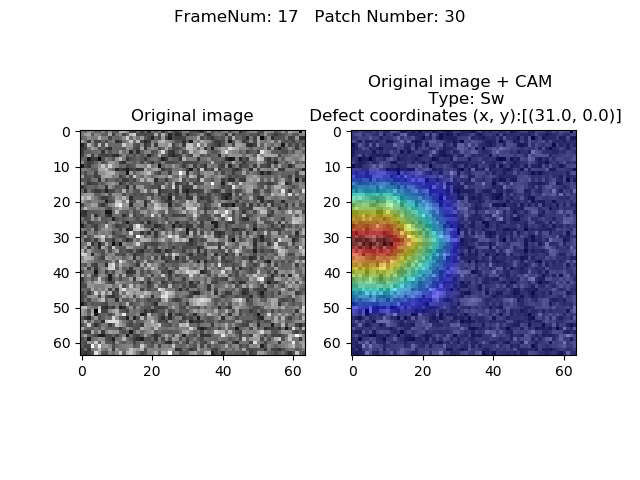 FrameNum: 17   Patch Number: 30
Original image
Original image + CAM
Type: Sw
Defect coordinates (x, y):[(31.0, 0.0)]
0
10
20
30
40
50
60
0 20 40 60
0
10
20
30
40
50
60
0 20 40 60